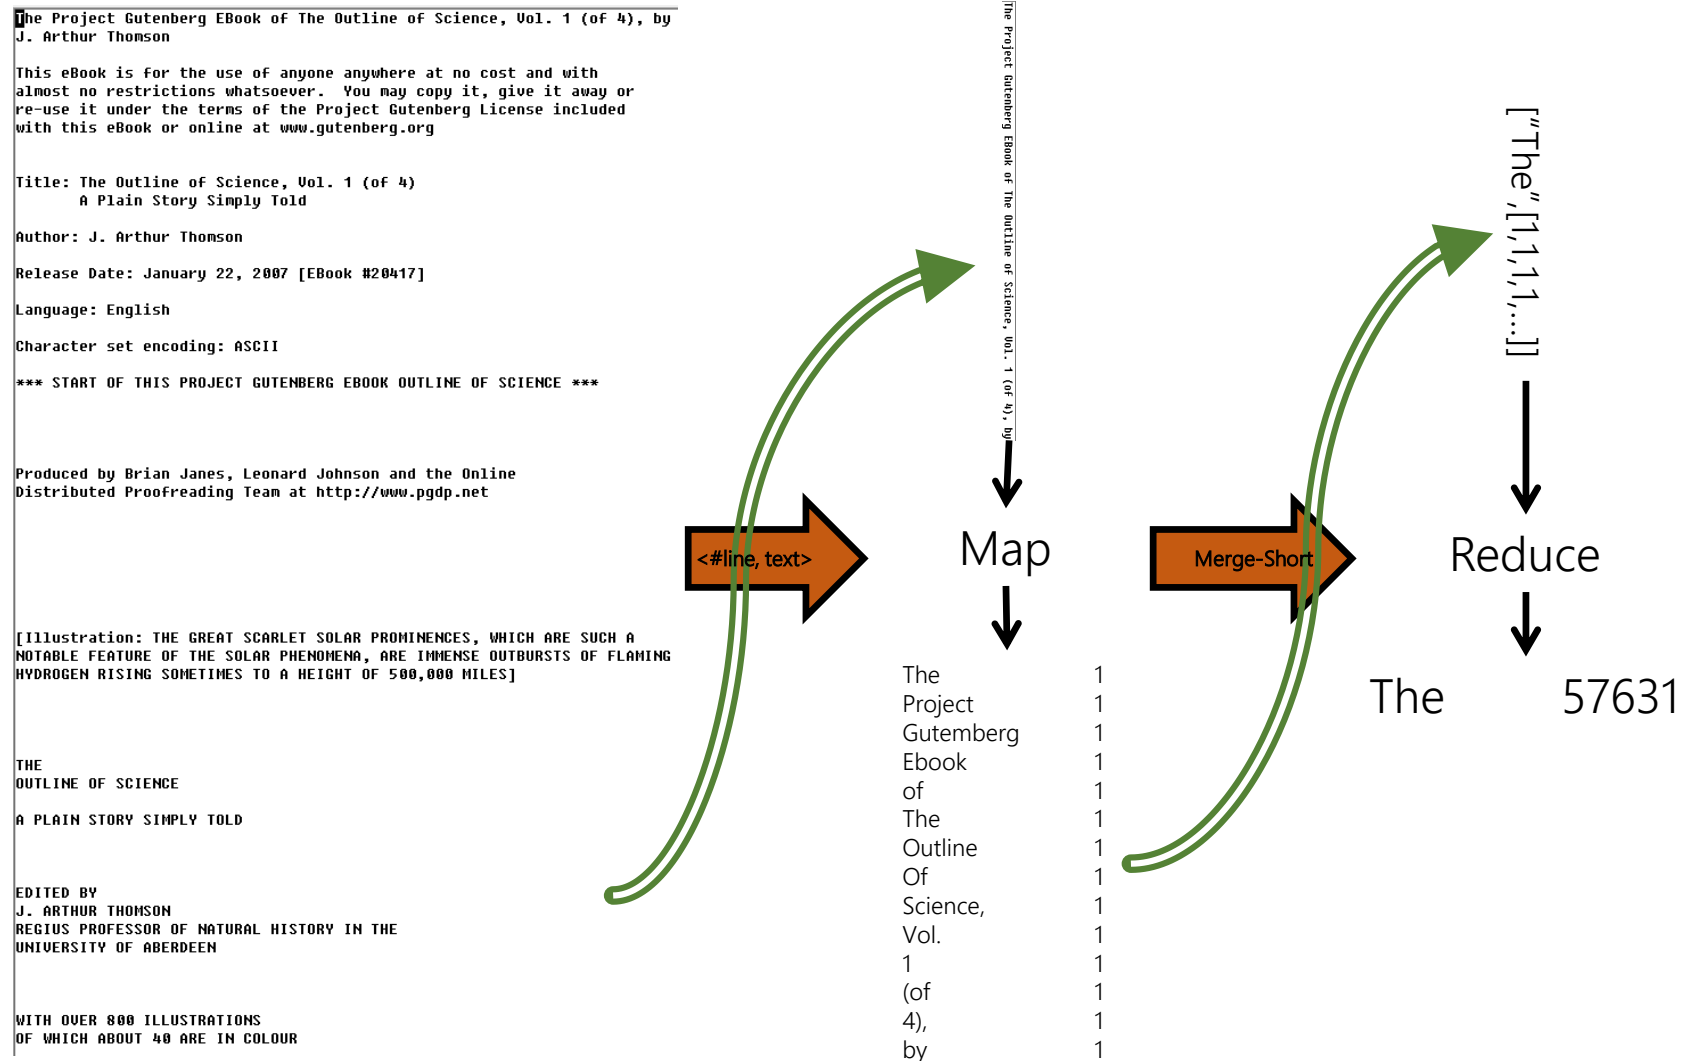 The Project Gutenberg EBook of The Outline of Science, Vol. 1 (of 4), by
J. Arthur Thomson
This eBook is for the use of anyone anywhere at no cost and with
almost no restrictions whatsoever.  You may copy it, give it away or
re-use it under the terms of the Project Gutenberg License included
with this eBook or online at www.gutenberg.org
Title: The Outline of Science, Vol. 1 (of 4)
A Plain Story Simply Told
Author: J. Arthur Thomson
Release Date: January 22, 2007 [EBook #20417]
Language: English
Character set encoding: ASCII
*** START OF THIS PROJECT GUTENBERG EBOOK OUTLINE OF SCIENCE ***
Produced by Brian Janes, Leonard Johnson and the Online
Distributed Proofreading Team at http://www.pgdp.net
[Illustration: THE GREAT SCARLET SOLAR PROMINENCES, WHICH ARE SUCH A
NOTABLE FEATURE OF THE SOLAR PHENOMENA, ARE IMMENSE OUTBURSTS OF FLAMING
HYDROGEN RISING SOMETIMES TO A HEIGHT OF 500,000 MILES]
THE
OUTLINE OF SCIENCE
A PLAIN STORY SIMPLY TOLD
EDITED BY
J. ARTHUR THOMSON
REGIUS PROFESSOR OF NATURAL HISTORY IN THE
UNIVERSITY OF ABERDEEN
WITH OVER 800 ILLUSTRATIONS
OF WHICH ABOUT 40 ARE IN COLOUR
<#line, text>
The Project Gutenberg EBook of The Outline of Science, Vol. 1 (of 4), by
Map
The 1
Project 1
Gutemberg 1
Ebook 1
of 1
The 1
Outline 1
Of 1
Science, 1
Vol. 1
1 1
(of 1
4), 1
by 1
Merge-Short
["The",[1,1,1,1,...]]
Reduce
The 57631